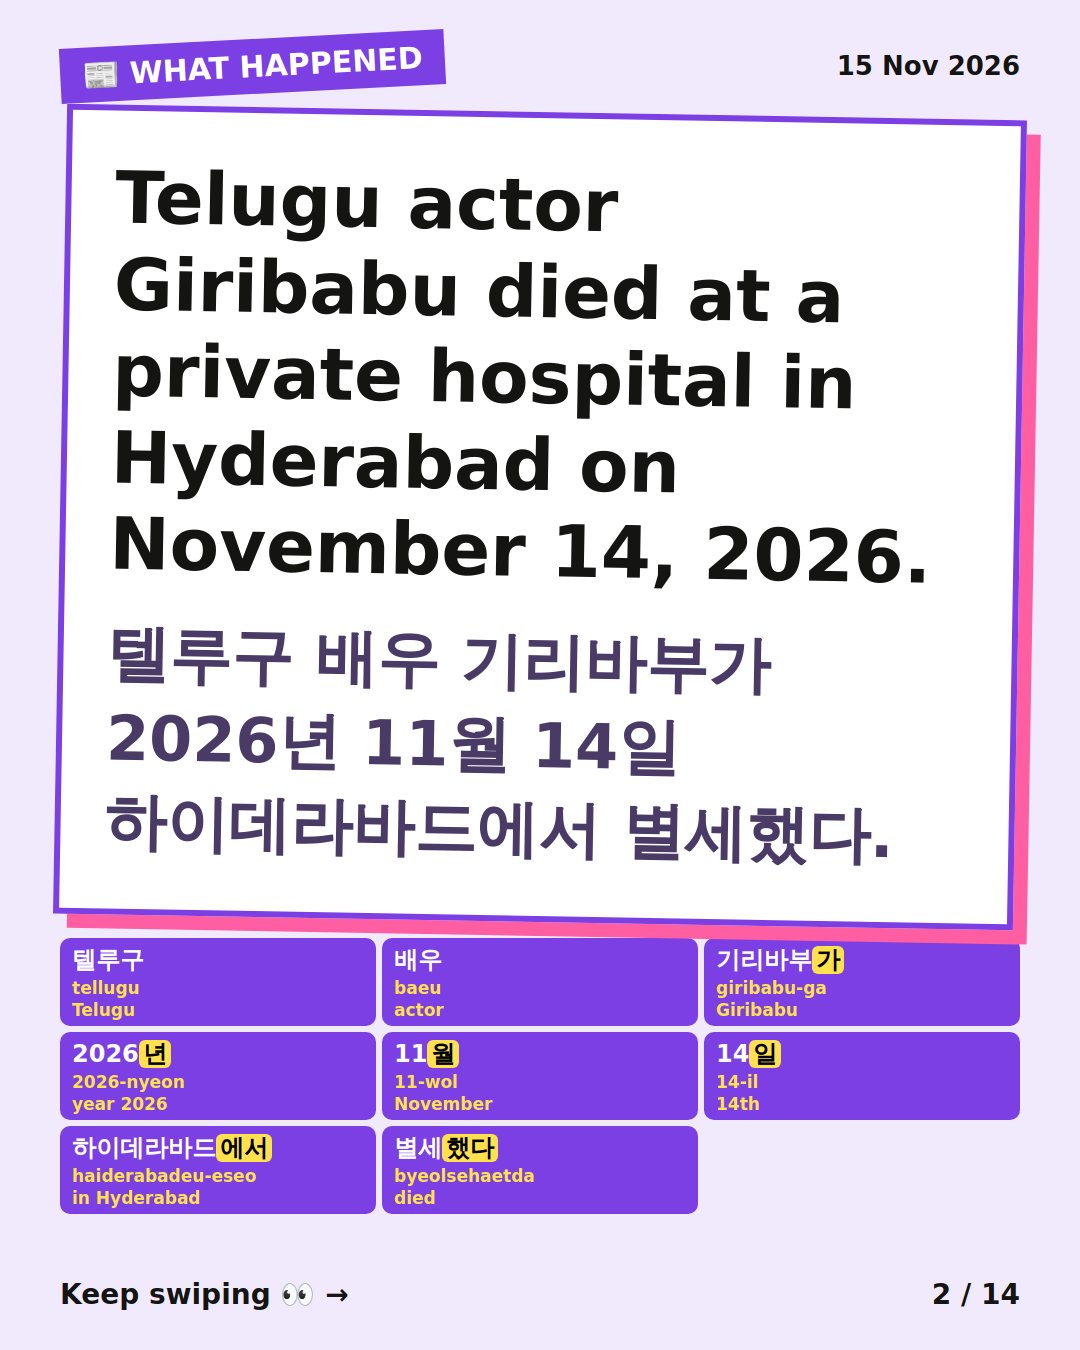 📰 WHAT HAPPENED
15 Nov 2026
Telugu actor
Giribabu died at a
private hospital in
Hyderabad on
November 14, 2026.
텔루구 배우 기리바부가
2026년 11월 14일
하이데라바드에서 별세했다.
텔루구
tellugu
Telugu
배우
baeu
actor
기리바부가
giribabu-ga
Giribabu
2026년
2026-nyeon
year 2026
11월
11-wol
November
14일
14-il
14th
하이데라바드에서
haiderabadeu-eseo
in Hyderabad
별세했다
byeolsehaetda
died
Keep swiping 👀 →
2 / 14